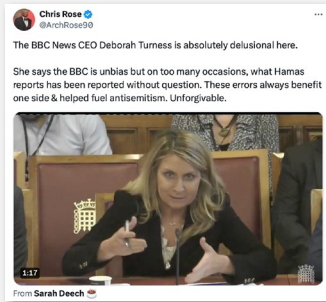 Chris Rose
@ArchRose90
The BBC News CEO Deborah Turness is absolutely delusional here.
She says the BBC is unbias but on too many occasions, what Hamas
reports has been reported without question. These errors always benefit
one side & helped fuel antisemitism. Unforgivable.
1:17
From Sarah Deech